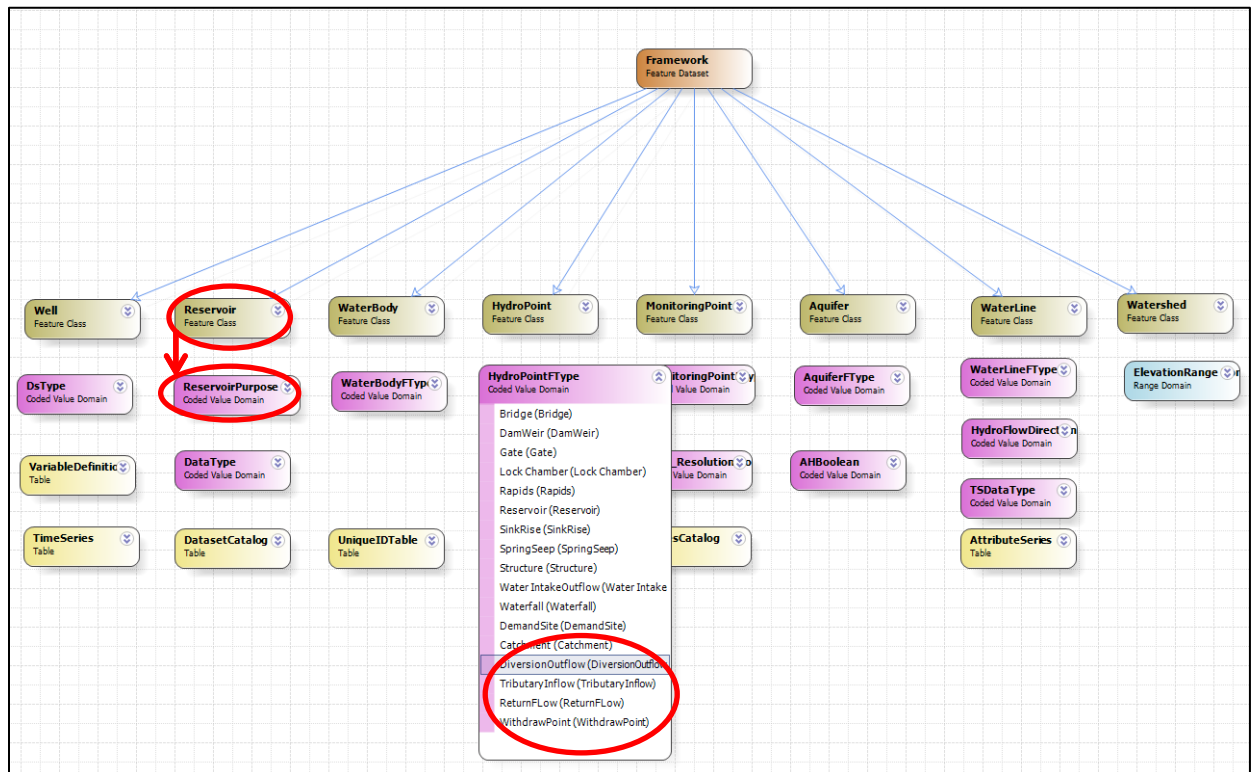 Framework
Feature Dataset
Well
Feature Class
Reservoir
Feature Class
WaterBody
Feature Class
HydroPoint
Feature Class
MonitoringPoint
Feature Class
Aquifer
Feature Class
WaterLine
Feature Class
Watershed
Feature Class
DsType
Coded Value Domain
ReservoirPurpose
Coded Value Domain
WaterBodyFType
Coded Value Domain
HydroPointFType
Coded Value Domain
Bridge (Bridge)
DamWeir (DamWeir)
Gate (Gate)
Lock Chamber (Lock Chamber)
Rapids (Rapids)
Reservoir (Reservoir)
SinkRise (SinkRise)
SpringSeep (SpringSeep)
Structure (Structure)
Water IntakeOutflow (Water Intake
Waterfall (Waterfall)
DemandSite (DemandSite)
Catchment (Catchment)
DiversionOutflow (DiversionOutflow
TributaryInflow (TributaryInflow)
ReturnFLow (ReturnFLow)
WithdrawPoint (WithdrawPoint)
itoringPoint
Value Domain
AquiferFType
Coded Value Domain
WaterLineFType
Coded Value Domain
ElevationRange
Range Domain
HydroFlowDirect
Coded Value Domain
VariableDefinitio
Table
DataType
Coded Value Domain
_Resolution
Value Domain
AHBoolean
Coded Value Domain
TSDataType
Coded Value Domain
TimeSeries
Table
DatasetCatalog
Table
UniqueIDTable
Table
sCatalog
AttributeSeries
Table